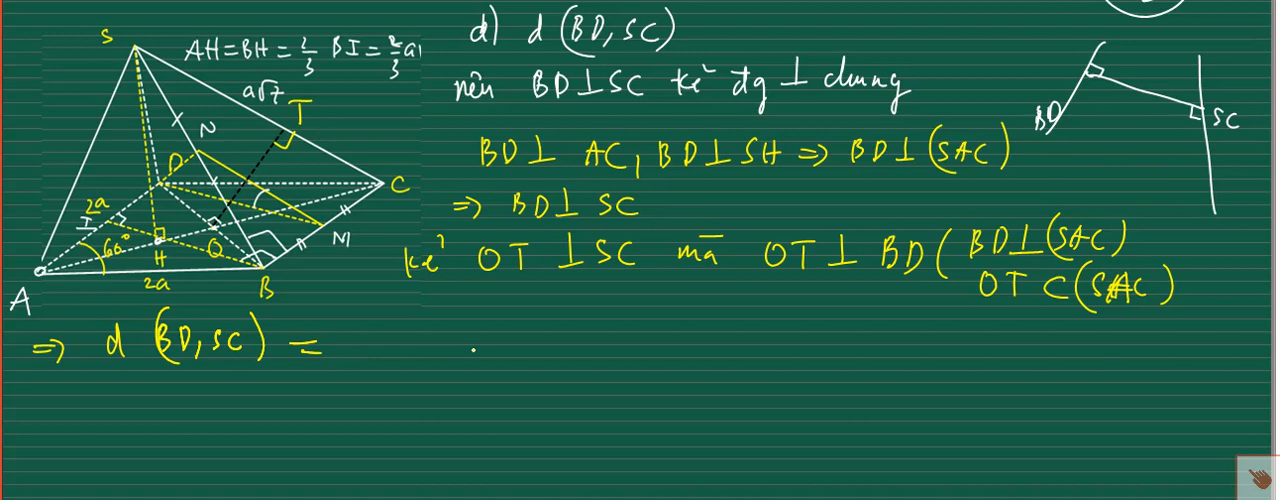 d) d (BD, SC)
AH = BH = 2/3 BI = 2/3 a
nên BD ⊥ SC kẻ đg ⊥ chung
BD ⊥ AC, BD ⊥ SH => BD ⊥ (SAC)
=> BD ⊥ SC
kẻ OT ⊥ SC mà OT ⊥ BD ( BD ⊥ (SAC)
OT ⊂ (SAC)
=> d (BD, SC) =
S
a√7
T
N
D
C
2a
I
60°
H
O
M
A
2a
B
BD
SC